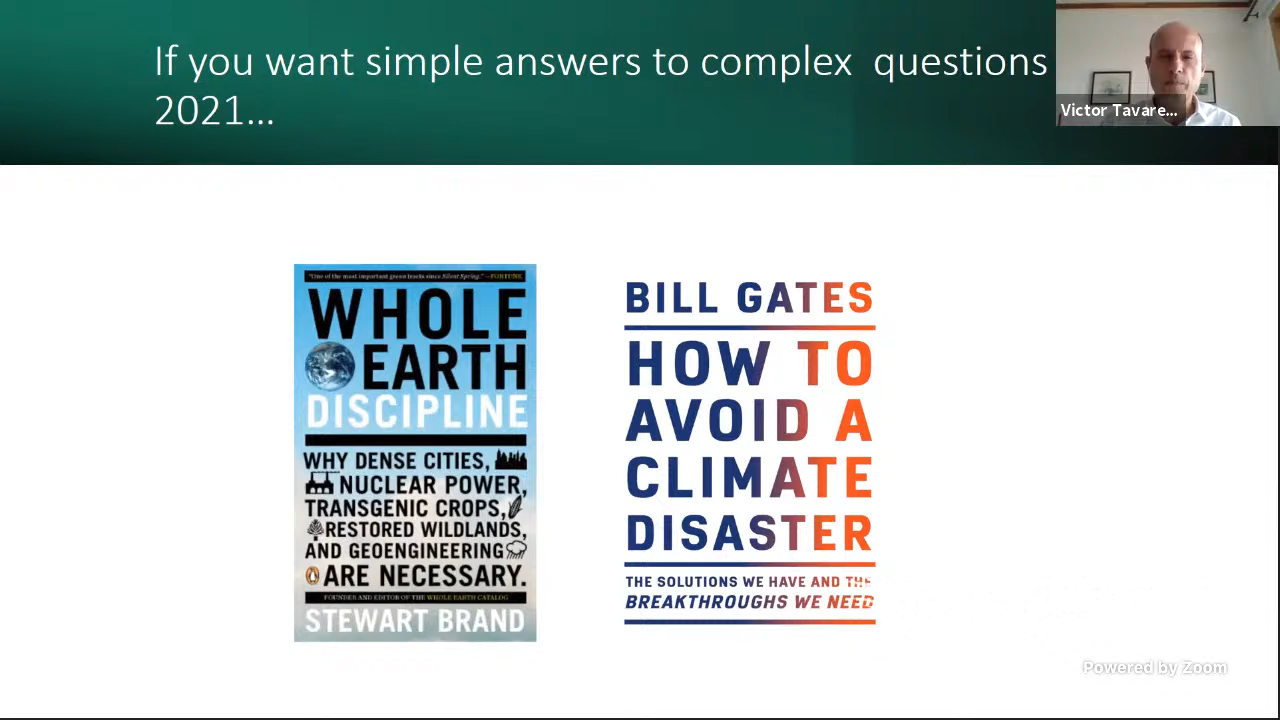 If you want simple answers to complex  questions
2021...
Victor Tavare...
"One of the most important green tracts since Silent Spring." —FORTUNE
WHOLE
EARTH
DISCIPLINE
WHY DENSE CITIES,
NUCLEAR POWER,
TRANSGENIC CROPS,
RESTORED WILDLANDS,
AND GEOENGINEERING
ARE NECESSARY.
FOUNDER AND EDITOR OF THE WHOLE EARTH CATALOG
STEWART BRAND
BILL GATES
HOW TO
AVOID A
CLIMATE
DISASTER
THE SOLUTIONS WE HAVE AND THE
BREAKTHROUGHS WE NEED
Powered by Zoom